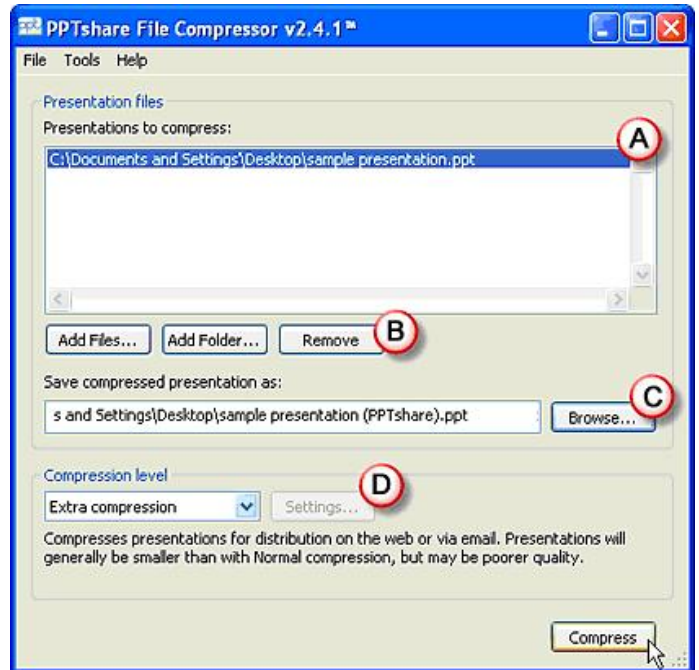 PPTshare File Compressor v2.4.1™
File Tools Help
Presentation files
Presentations to compress:
A
C:\Documents and Settings\Desktop\sample presentation.ppt
Add Files... Add Folder... Remove B
Save compressed presentation as:
C
s and Settings\Desktop\sample presentation (PPTshare).ppt Browse...
Compression level
D
Extra compression Settings...
Compresses presentations for distribution on the web or via email. Presentations will
generally be smaller than with Normal compression, but may be poorer quality.
Compress